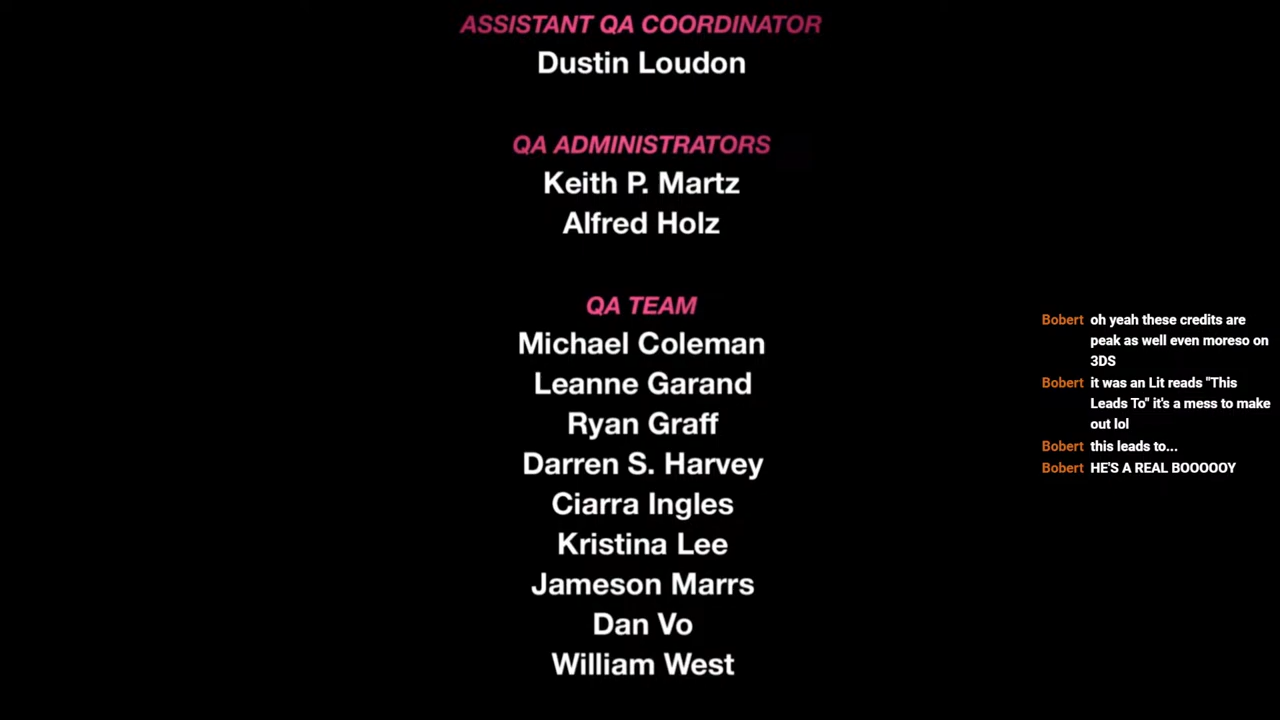 ASSISTANT QA COORDINATOR
Dustin Loudon
QA ADMINISTRATORS
Keith P. Martz
Alfred Holz
QA TEAM
Michael Coleman
Leanne Garand
Ryan Graff
Darren S. Harvey
Ciarra Ingles
Kristina Lee
Jameson Marrs
Dan Vo
William West
Bobert oh yeah these credits are
peak as well even moreso on
3DS
Bobert it was an Lit reads "This
Leads To" it's a mess to make
out lol
Bobert this leads to...
Bobert HE'S A REAL BOOOOOY